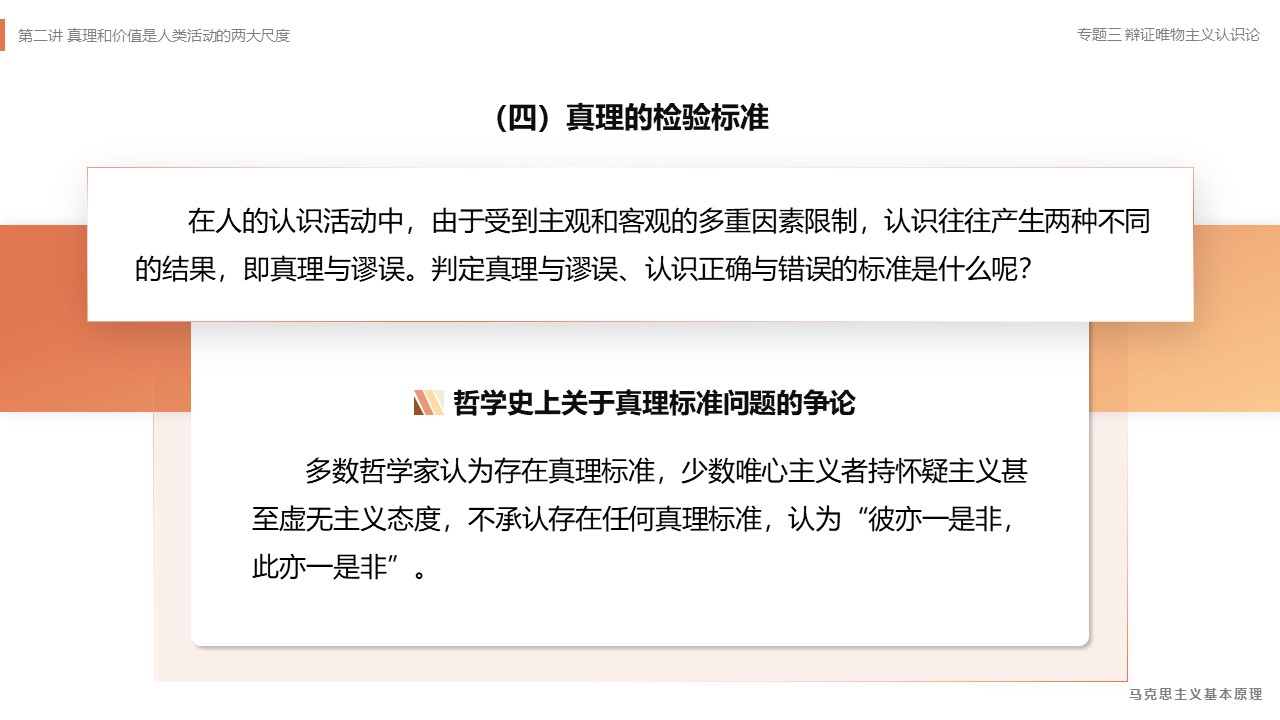 第二讲 真理和价值是人类活动的两大尺度
专题三 辩证唯物主义认识论
（四）真理的检验标准
在人的认识活动中，由于受到主观和客观的多重因素限制，认识往往产生两种不同
的结果，即真理与谬误。判定真理与谬误、认识正确与错误的标准是什么呢？
哲学史上关于真理标准问题的争论
多数哲学家认为存在真理标准，少数唯心主义者持怀疑主义甚
至虚无主义态度，不承认存在任何真理标准，认为“彼亦一是非，
此亦一是非”。
马克思主义基本原理